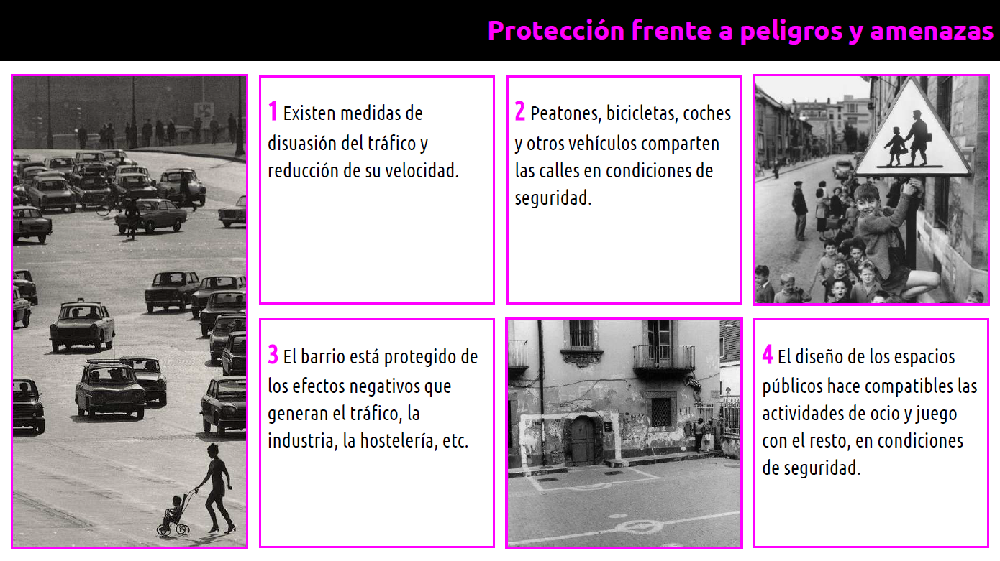 Protección frente a peligros y amenazas
1 Existen medidas de
disuasión del tráfico y
reducción de su velocidad.
2 Peatones, bicicletas, coches
y otros vehículos comparten
las calles en condiciones de
seguridad.
3 El barrio está protegido de
los efectos negativos que
generan el tráfico, la
industria, la hostelería, etc.
4 El diseño de los espacios
públicos hace compatibles las
actividades de ocio y juego
con el resto, en condiciones
de seguridad.